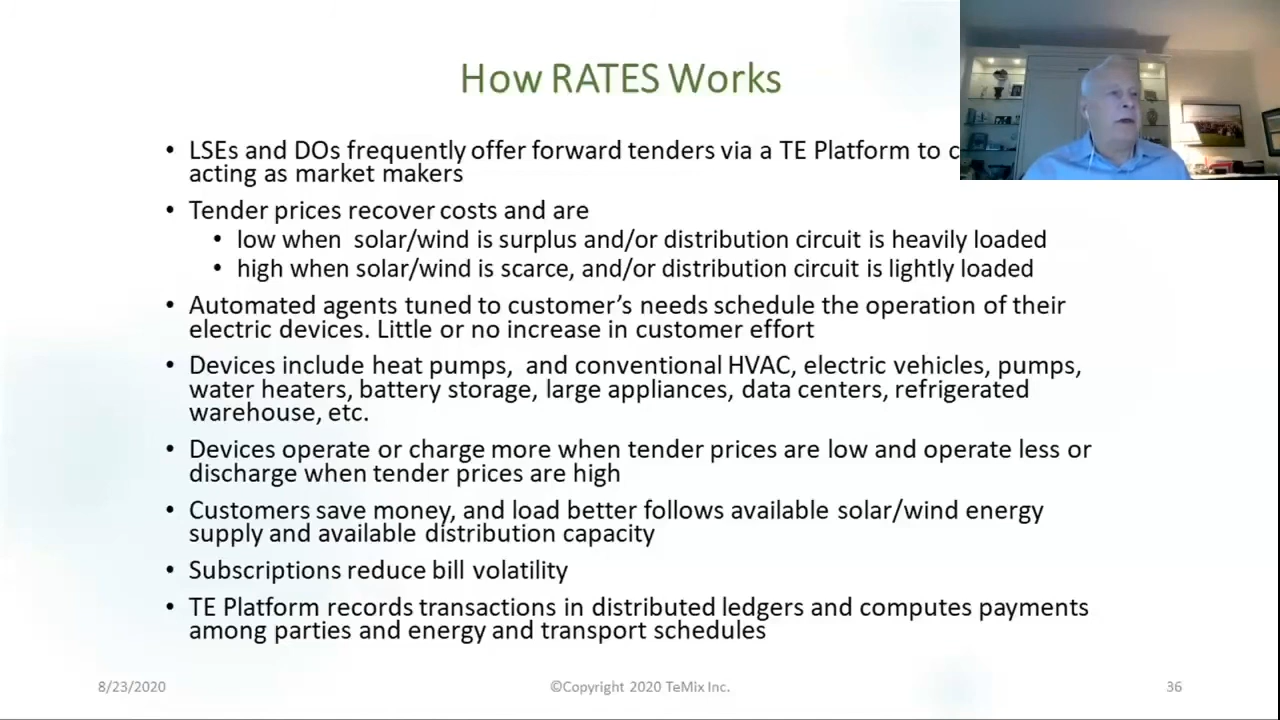 How RATES Works
• LSEs and DOs frequently offer forward tenders via a TE Platform to
acting as market makers
• Tender prices recover costs and are
• low when solar/wind is surplus and/or distribution circuit is heavily loaded
• high when solar/wind is scarce, and/or distribution circuit is lightly loaded
• Automated agents tuned to customer's needs schedule the operation of their
electric devices. Little or no increase in customer effort
• Devices include heat pumps, and conventional HVAC, electric vehicles, pumps,
water heaters, battery storage, large appliances, data centers, refrigerated
warehouse, etc.
• Devices operate or charge more when tender prices are low and operate less or
discharge when tender prices are high
• Customers save money, and load better follows available solar/wind energy
supply and available distribution capacity
• Subscriptions reduce bill volatility
• TE Platform records transactions in distributed ledgers and computes payments
among parties and energy and transport schedules
8/23/2020
©Copyright 2020 TeMix Inc.
36